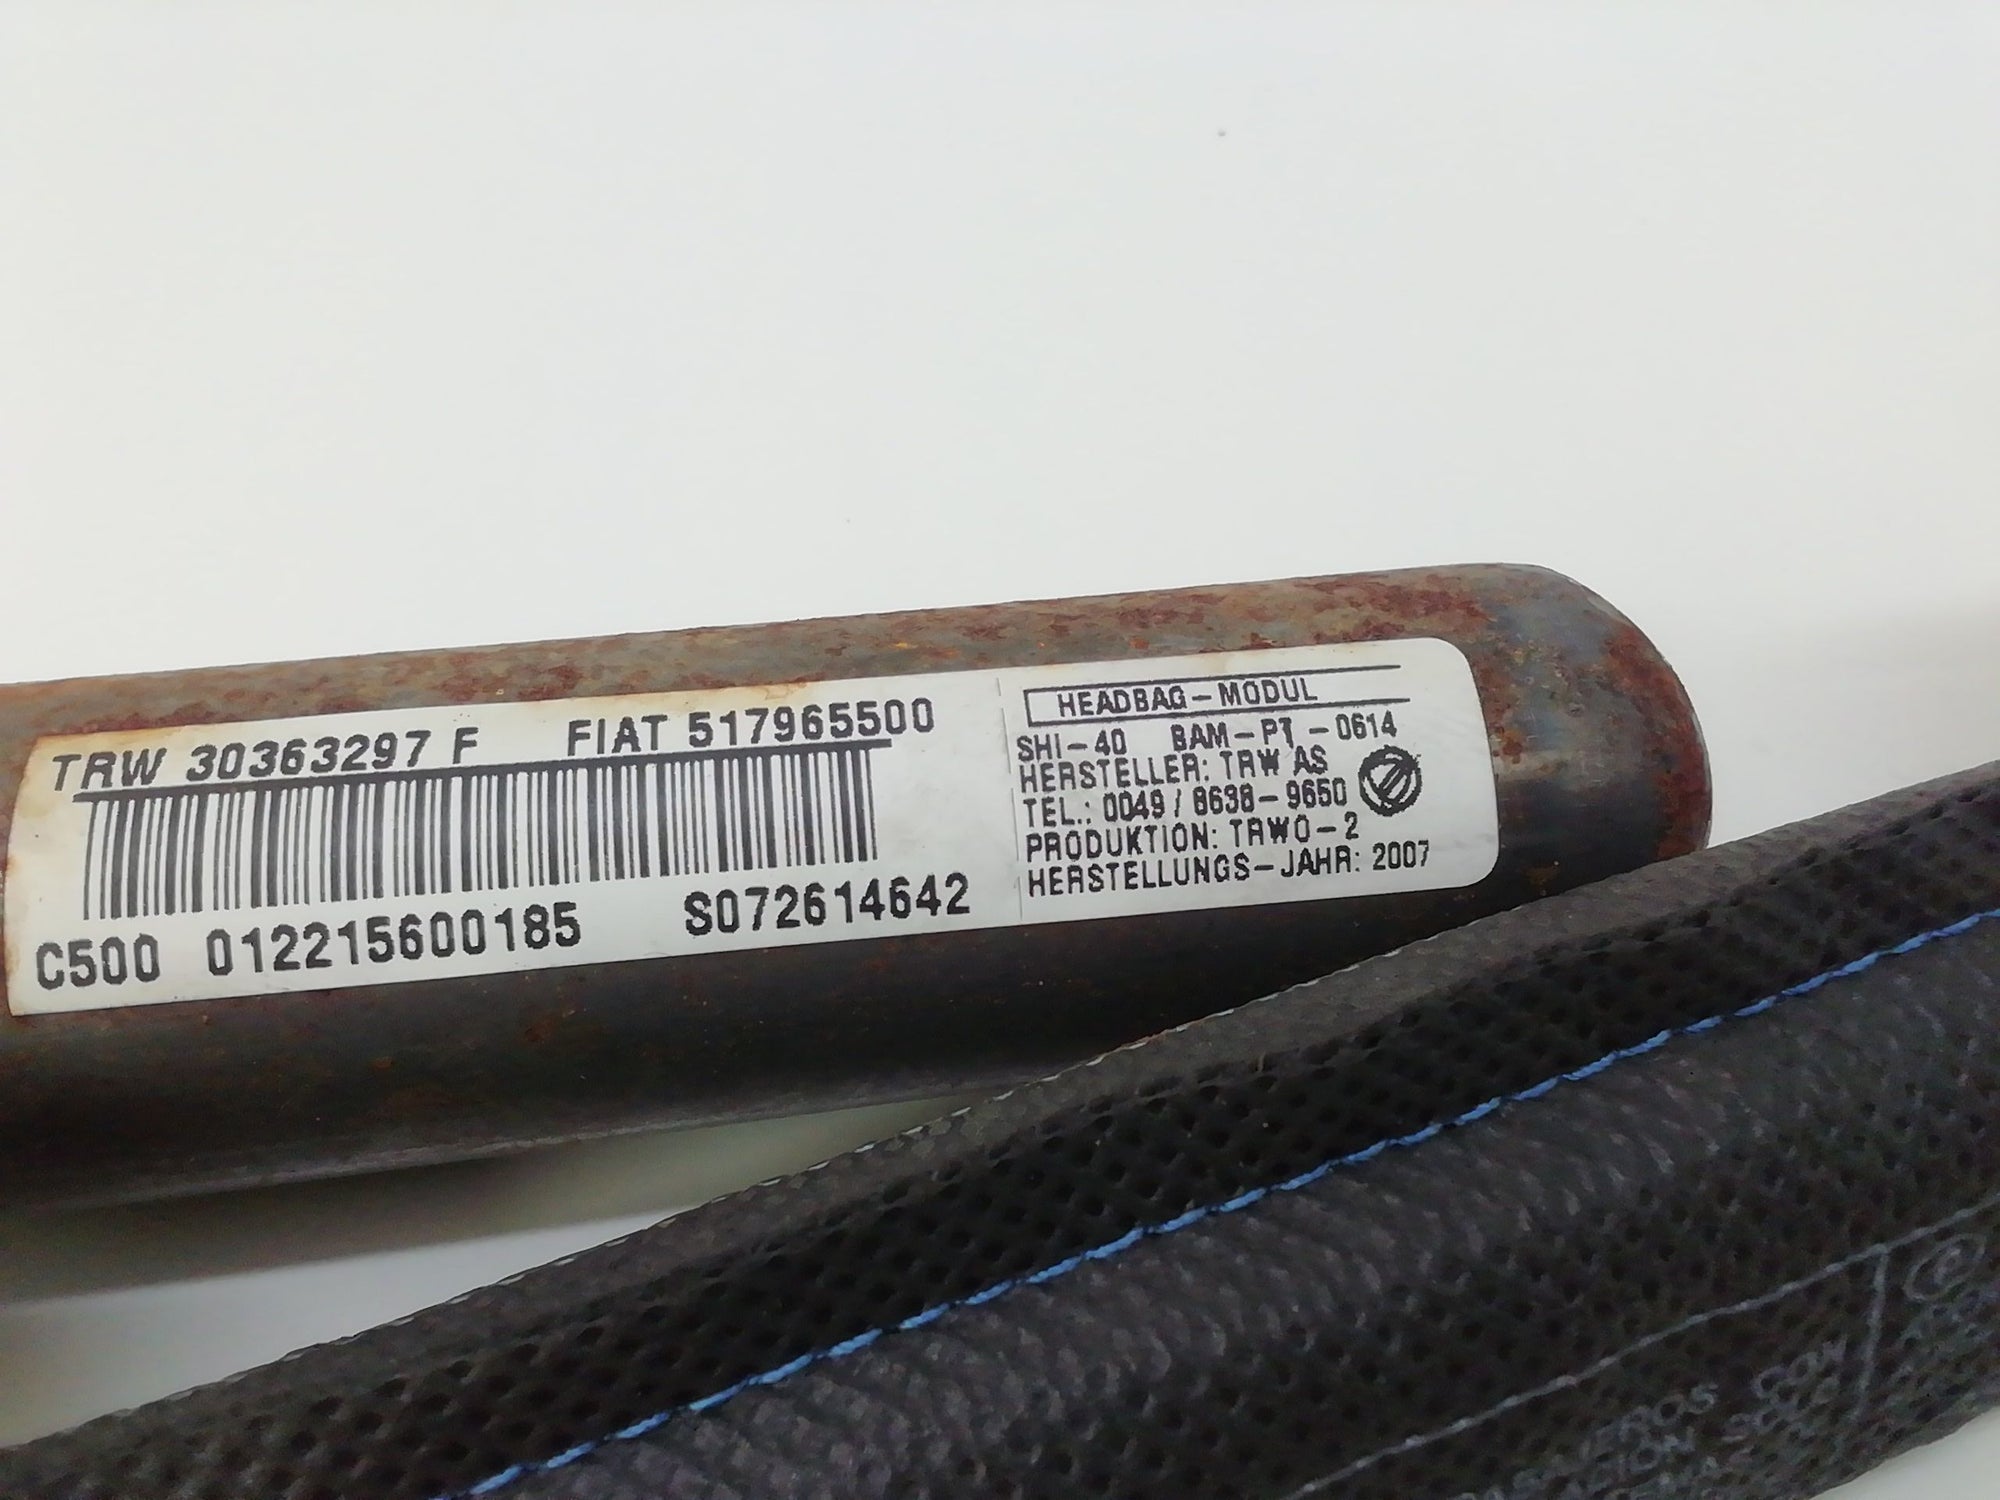 TRW 30363297 F FIAT 517965500
C500 012215600185 S072614642
HEADBAG-MODUL
SHI-40 BAM-PT-0614
HERSTELLER: TRW AS
TEL.: 0049/8638-9650
PRODUKTION: TRWO-2
HERSTELLUNGS-JAHR: 2007